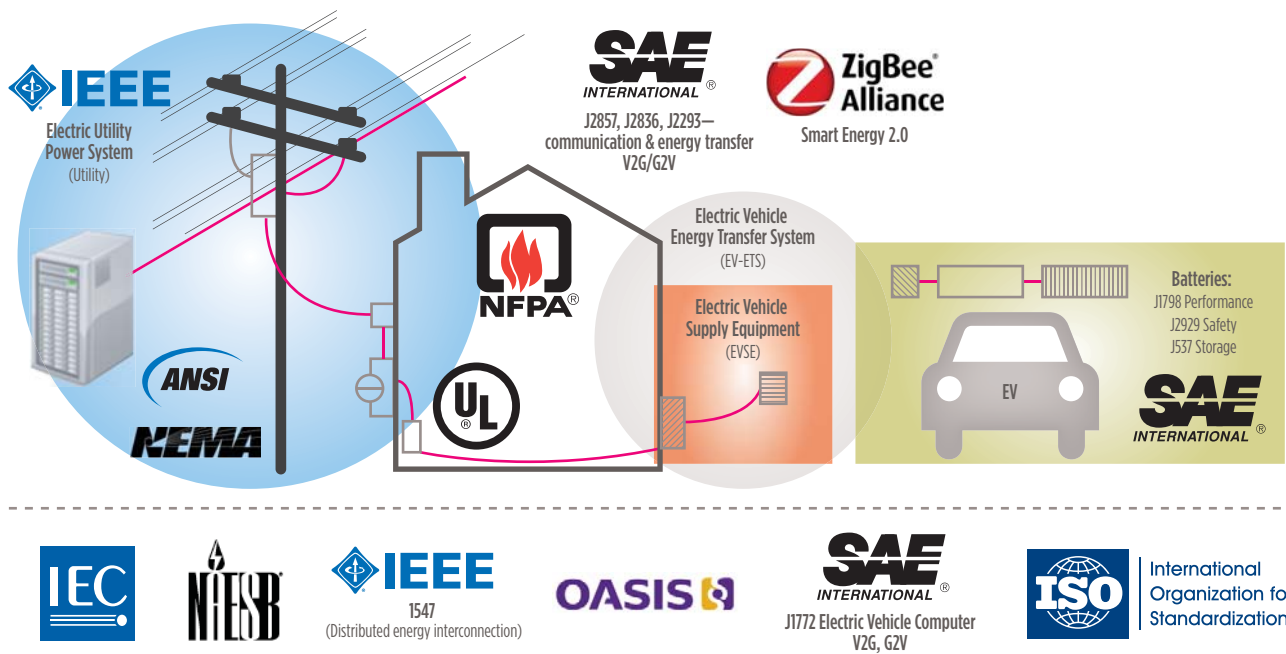 IEEE
Electric Utility
Power System
(Utility)
SAE
INTERNATIONAL ®
J2857, J2836, J2293—
communication & energy transfer
V2G/G2V
ZigBee®
Alliance
Smart Energy 2.0
ANSI
NEMA
NFPA®
UL
®
Electric Vehicle
Energy Transfer System
(EV-ETS)
Electric Vehicle
Supply Equipment
(EVSE)
EV
Batteries:
J1798 Performance
J2929 Safety
J537 Storage
SAE
INTERNATIONAL ®
IEC
NAESB
IEEE
1547
(Distributed energy interconnection)
OASIS
SAE
INTERNATIONAL ®
J1772 Electric Vehicle Computer
V2G, G2V
ISO
International
Organization fo
Standardization